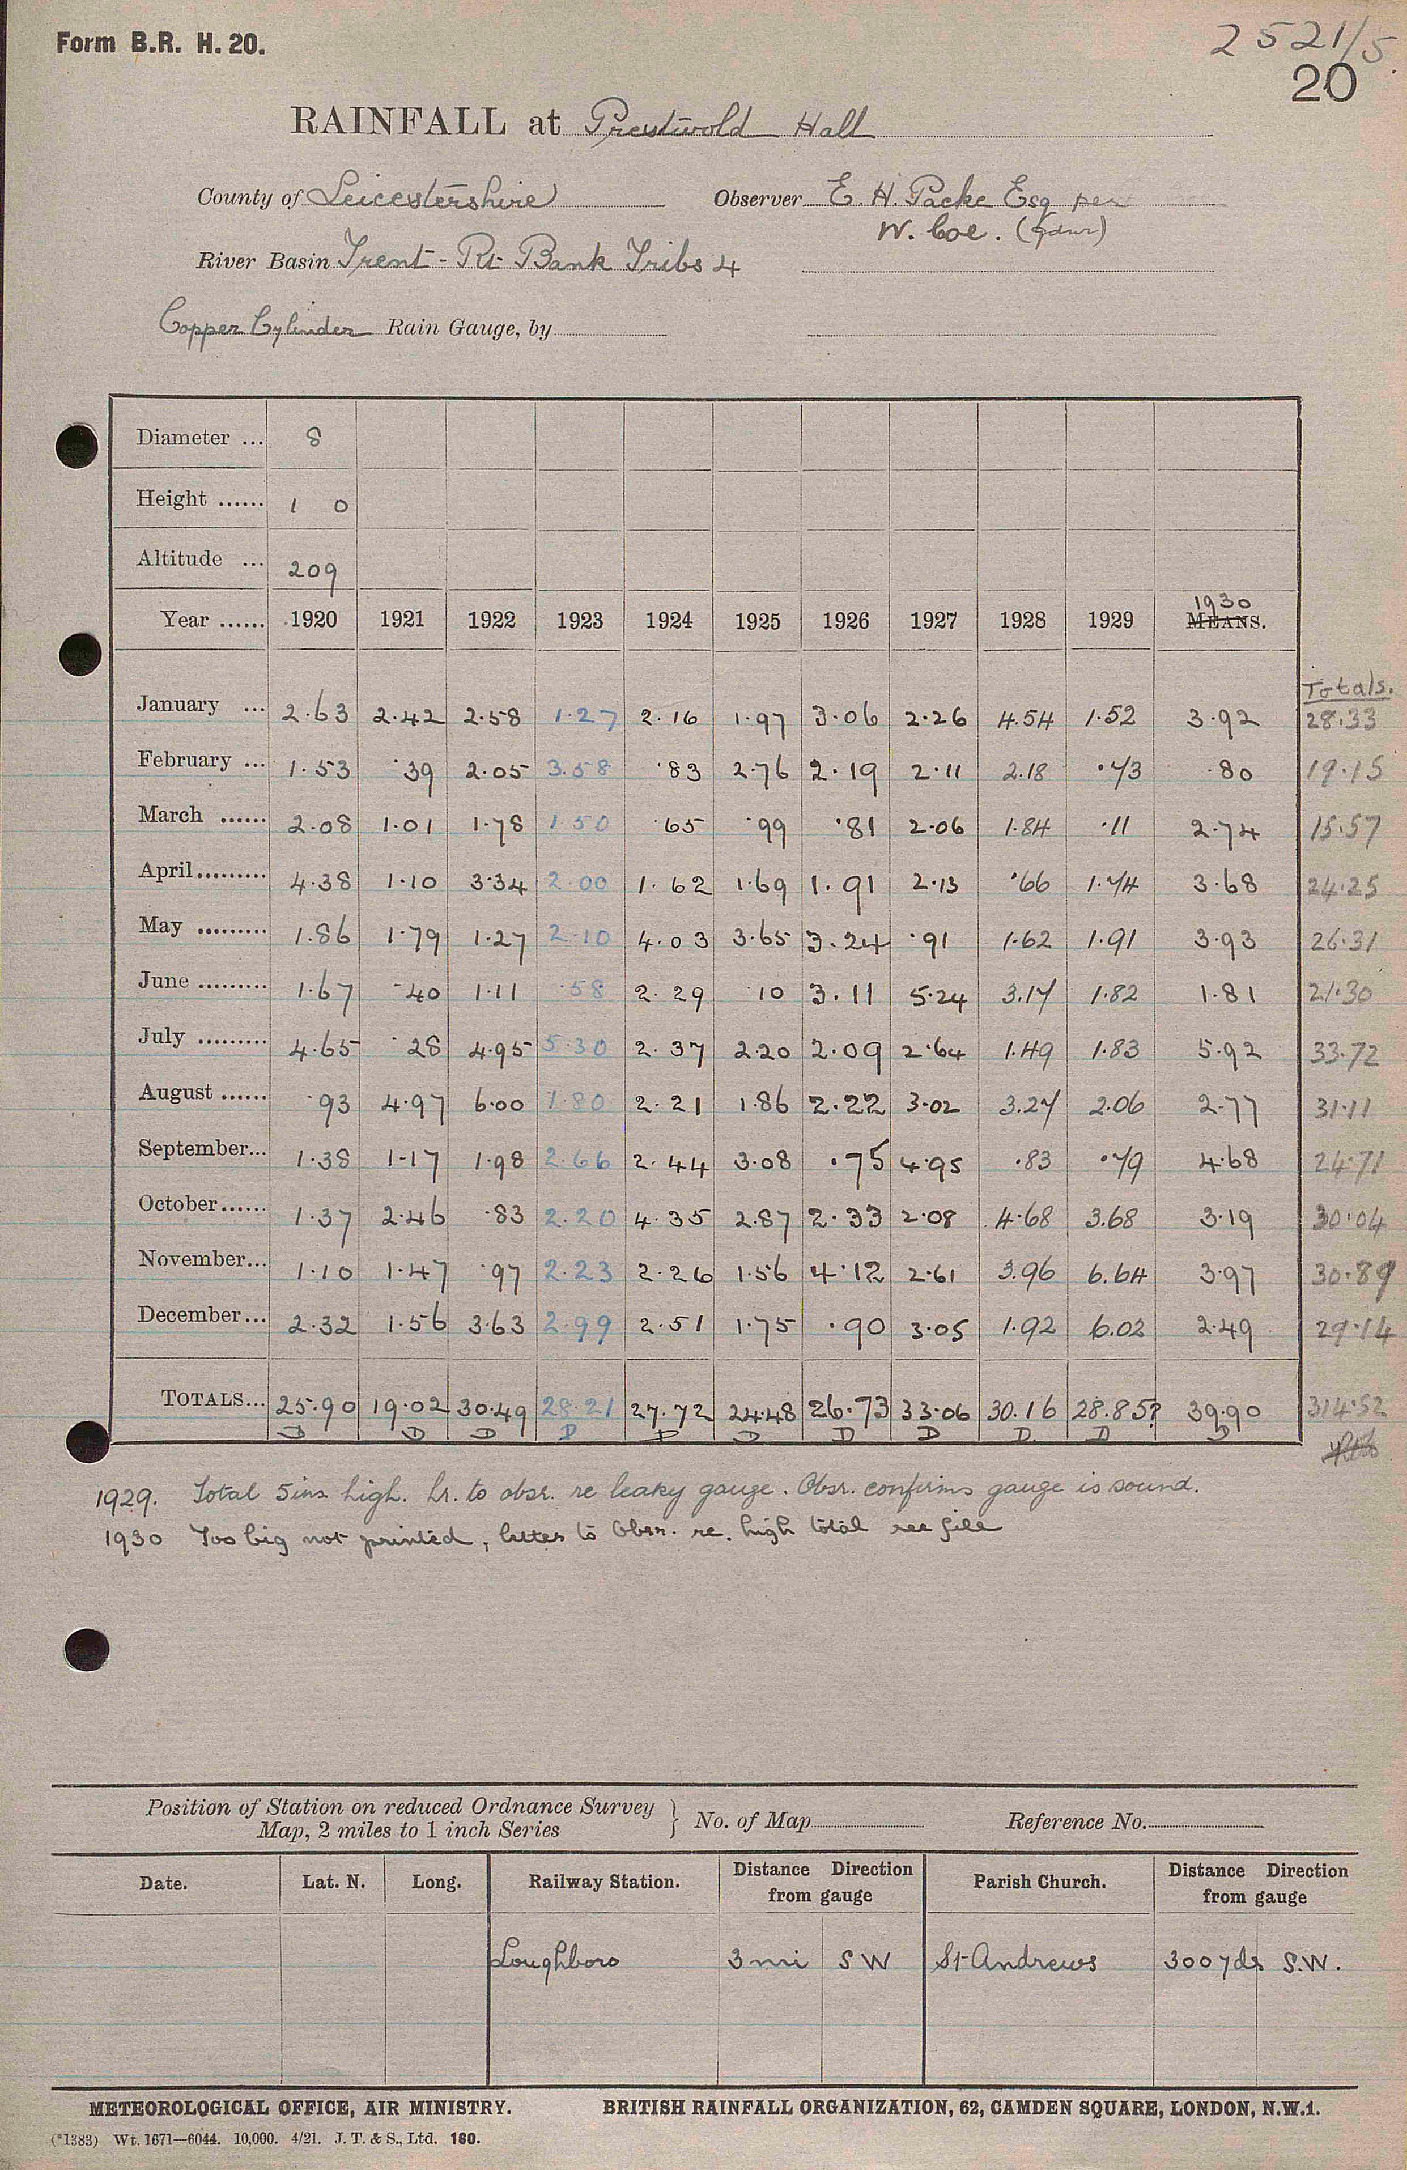 Form B.R. H. 20.
2521/5.
20
RAINFALL at Prestwold Hall
County of Leicestershire Observer E H. Packe Esq per
W. Coe. (Gdnr)
River Basin Trent - Rt Bank Tribs 4
Copper Cylinder Rain Gauge, by
Diameter ... 8
Height ...... 1 0
Altitude ... 209
Year ...... 1920 1921 1922 1923 1924 1925 1926 1927 1928 1929 1930 MEANS.
Totals.
January ... 2.63 2.42 2.58 1.27 2.16 1.97 3.06 2.26 4.54 1.52 3.92 28.33
February ... 1.53 .39 2.05 3.58 .83 2.76 2.19 2.11 2.18 .73 .80 19.15
March ...... 2.08 1.01 1.78 1.50 .65 .99 .81 2.06 1.84 .11 2.74 15.57
April......... 4.38 1.10 3.34 2.00 1.62 1.69 1.91 2.13 .66 1.74 3.68 24.25
May ......... 1.86 1.79 1.27 2.10 4.03 3.65 3.24 .91 1.62 1.91 3.93 26.31
June ......... 1.67 .40 1.11 .58 2.29 .10 3.11 5.24 3.17 1.82 1.81 21.30
July ......... 4.65 .28 4.95 5.30 2.37 2.20 2.09 2.64 1.49 1.83 5.92 33.72
August ...... .93 4.97 6.00 1.80 2.21 1.86 2.22 3.02 3.27 2.06 2.77 31.11
September... 1.38 1.17 1.98 2.66 2.44 3.08 .75 4.95 .83 .79 4.68 24.71
October...... 1.37 2.46 .83 2.20 4.35 2.87 2.33 2.08 4.68 3.68 3.19 30.04
November... 1.10 1.47 .97 2.23 2.26 1.56 4.12 2.61 3.96 6.64 3.97 30.89
December... 2.32 1.56 3.63 2.99 2.51 1.75 .90 3.05 1.92 6.02 2.49 29.14
TOTALS... 25.90 19.02 30.49 28.21 27.72 24.48 26.73 33.06 30.16 28.85? 39.90 314.52
D D D D D D D D D D D
1929. Total 5ins high. Lr. to obsr. re leaky gauge. Obsr. confirms gauge is sound.
1930 Too big not printed, letter to Obsr. re. high total see file
Position of Station on reduced Ordnance Survey
Map, 2 miles to 1 inch Series } No. of Map Reference No.
Date. Lat. N. Long. Railway Station. Distance Direction from gauge Parish Church. Distance Direction from gauge
Loughboro 3 mi S W St Andrews 300 yds S.W.
METEOROLOGICAL OFFICE, AIR MINISTRY. BRITISH RAINFALL ORGANIZATION, 62, CAMDEN SQUARE, LONDON, N.W.1.
(*1383) Wt. 1671—6044. 10,000. 4/21. J. T. & S., Ltd. 180.